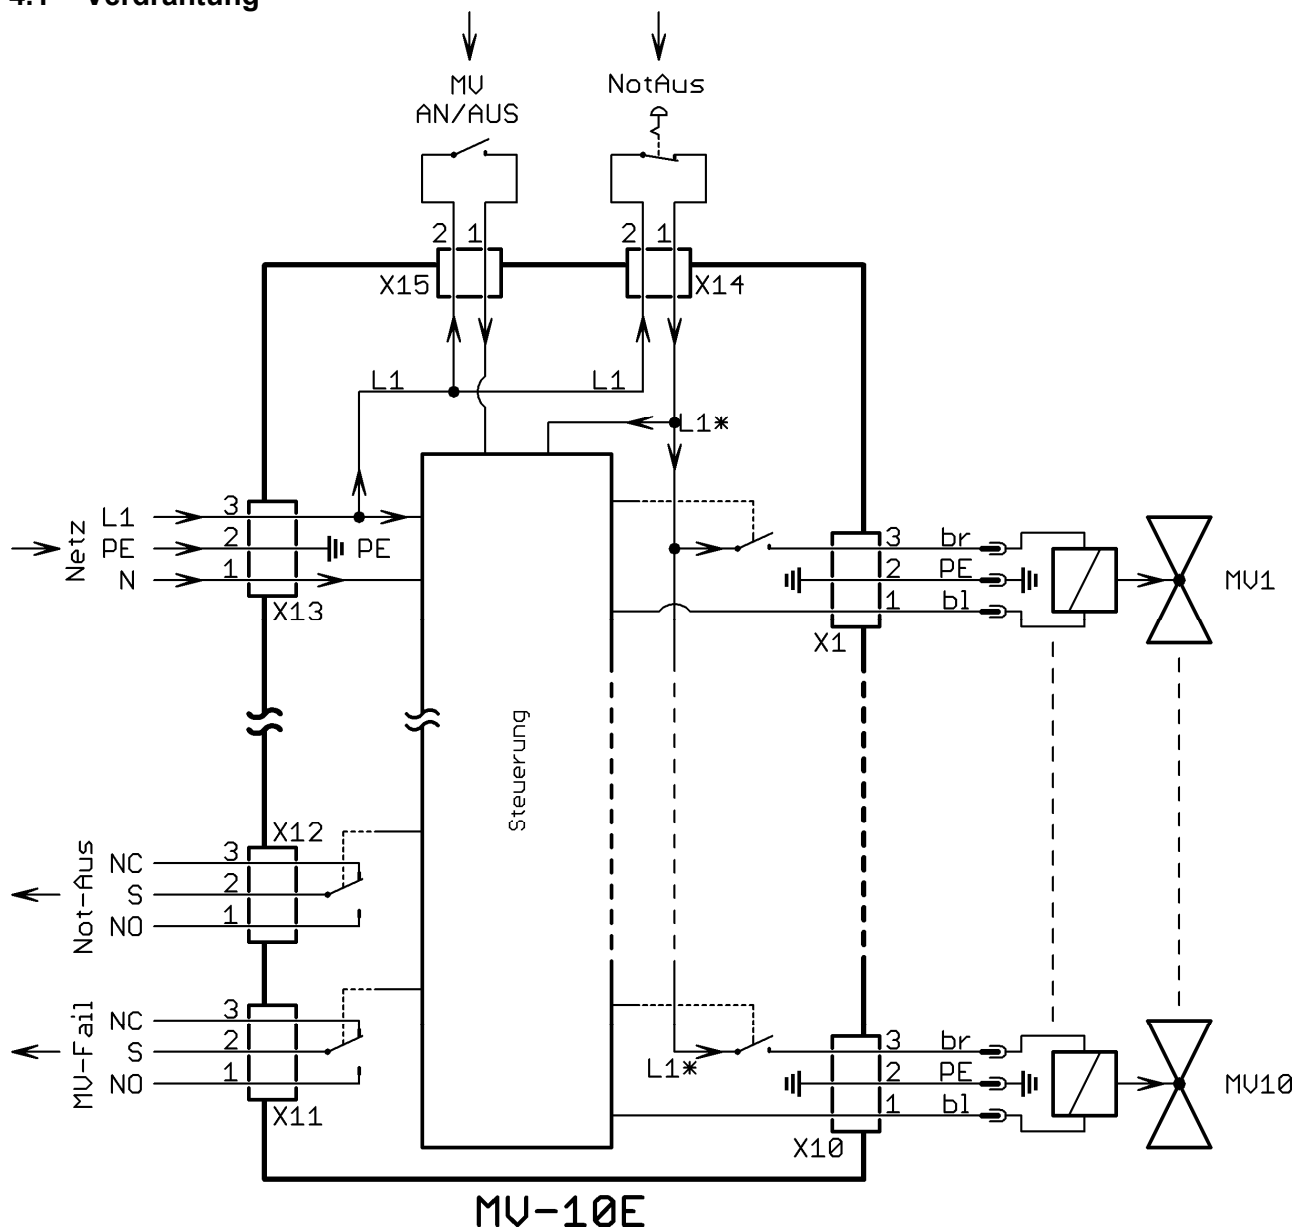 4.1 Verdrahtung
MV
AN/AUS
NotAus
2 1
2 1
X15
X14
L1
L1
L1*
Netz
L1
3
PE
2
PE
N
1
X13
3
br
2
PE
1
bl
X1
MV1
Steuerung
X12
Not-Aus
NC
3
S
2
NO
1
MV-Fail
NC
3
S
2
NO
1
X11
L1*
3
br
2
PE
1
bl
X10
MV10
MV-10E